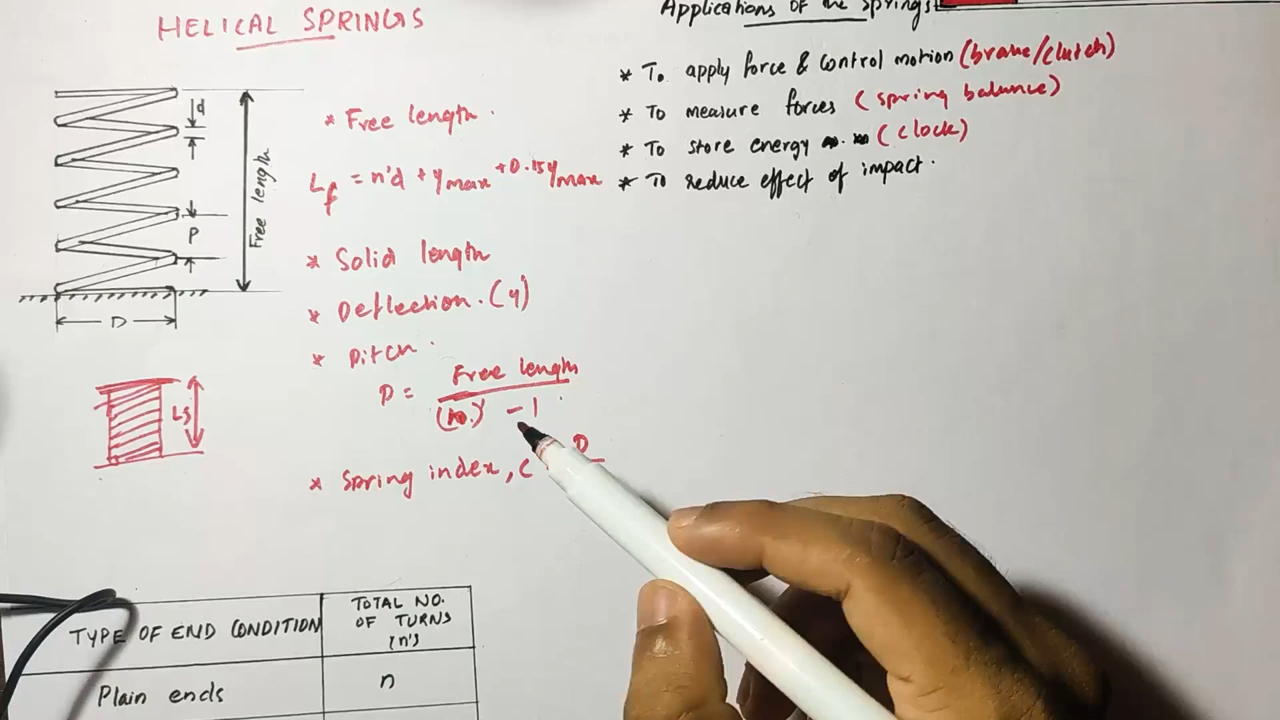 HELICAL SPRINGS
d
Free length
P
D
Ls
* Free length.
Lf = n'd + ymax + 0.15ymax
* Solid length
* Deflection. (y)
* Pitch.
P = Free length
-1
* Spring index, C
D
Applications of the springs
* To apply force & control motion (brake/clutch)
* To measure forces (spring balance)
* To store energy (clock)
* To reduce effect of impact.
TYPE OF END CONDITION
TOTAL NO.
OF TURNS
(n')
Plain ends
n